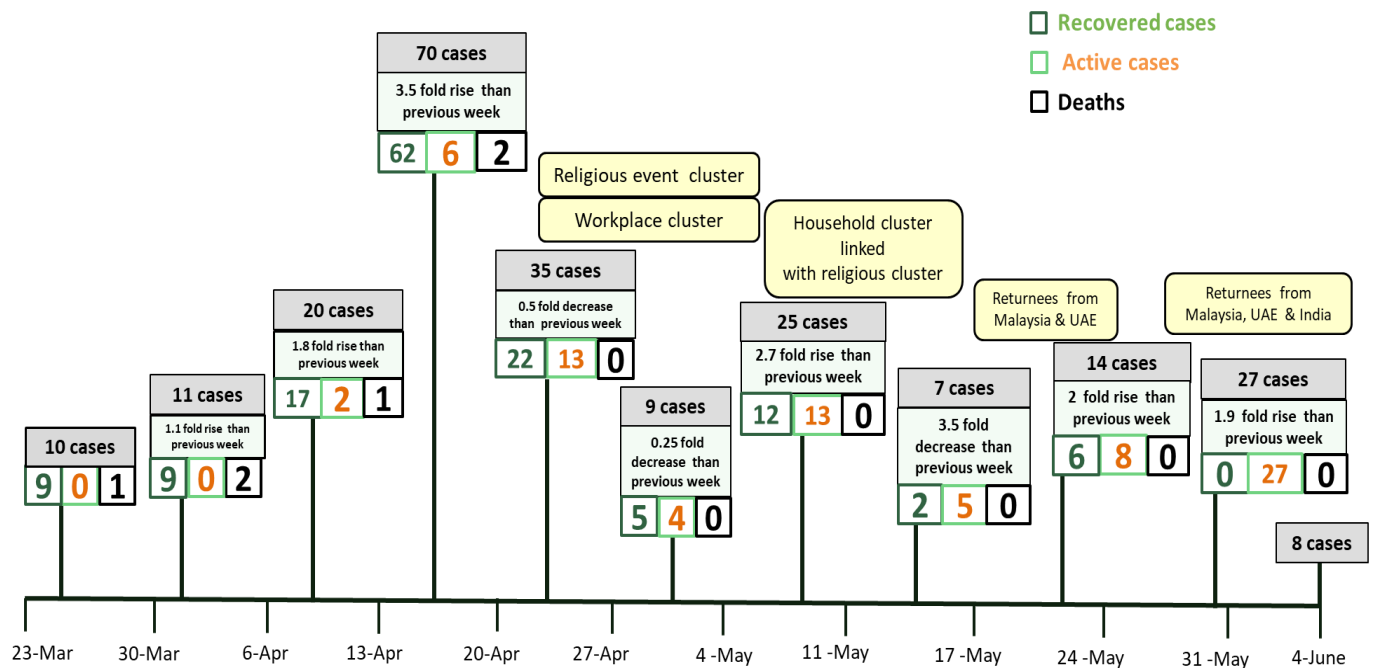 Recovered cases
Active cases
Deaths
70 cases
3.5 fold rise than
previous week
62 6 2
Religious event cluster
Workplace cluster
Household cluster
linked
with religious cluster
35 cases
0.5 fold decrease
than previous week
22 13 0
Returnees from
Malaysia & UAE
Returnees from
Malaysia, UAE & India
20 cases
1.8 fold rise than
previous week
17 2 1
25 cases
2.7 fold rise than
previous week
12 13 0
14 cases
2 fold rise than
previous week
6 8 0
27 cases
1.9 fold rise than
previous week
0 27 0
11 cases
1.1 fold rise than
previous week
9 0 2
9 cases
0.25 fold
decrease than
previous week
5 4 0
7 cases
3.5 fold
decrease than
previous week
2 5 0
10 cases
9 0 1
8 cases
23-Mar 30-Mar 6-Apr 13-Apr 20-Apr 27-Apr 4 -May 11 -May 17 -May 24 -May 31 -May 4-June